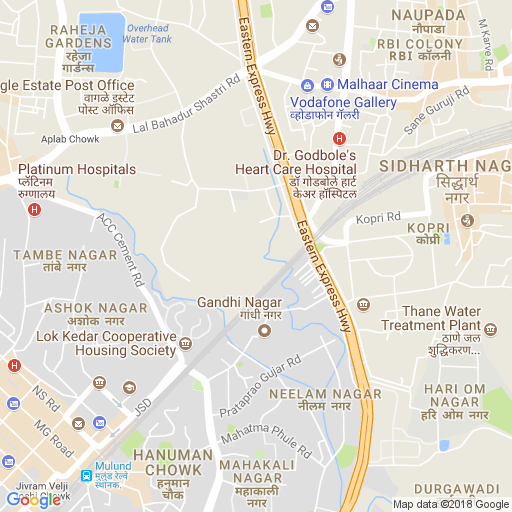 RAHEJA
GARDENS
रहेजा
गार्डन्स
Overhead
Water Tank
Eastern Express Hwy
NAUPADA
नौपाडा
RBI COLONY
RBI कॉलनी
M Karve Rd
gle Estate Post Office
वागळे इस्टेट
पोस्ट ऑफिस
Lal Bahadur Shastri Rd
Malhaar Cinema
Vodafone Gallery
व्होडाफोन गॅलरी
Sane Guruji Rd
Aplab Chowk
Platinum Hospitals
प्लॅटिनम
रुग्णालय
Dr. Godbole's
Heart Care Hospital
डॉ गोडबोले हार्ट
केअर हॉस्पिटल
SIDHARTH NAG
सिद्धार्थ
नगर
ACC Cement Rd
Kopri Rd
KOPRI
कोप्री
Eastern Express Hwy
TAMBE NAGAR
तांबे नगर
ASHOK NAGAR
अशोक नगर
Gandhi Nagar
गांधी नगर
Thane Water
Treatment Plant
ठाणे जल
शुद्धिकरण...
Lok Kedar Cooperative
Housing Society
Prataprao Gujar Rd
NEELAM NAGAR
नीलम नगर
HARI OM
NAGAR
हरि ओम नगर
NS Rd
MG Road
JSD
Mahatma Phule Rd
HANUMAN
CHOWK
हनुमान
चौक
Mulund
मुलुंड रेल्वे
स्थानक
MAHAKALI
NAGAR
महाकाली
नगर
DURGAWADI
Jivram Velji
Google
Map data ©2018 Google